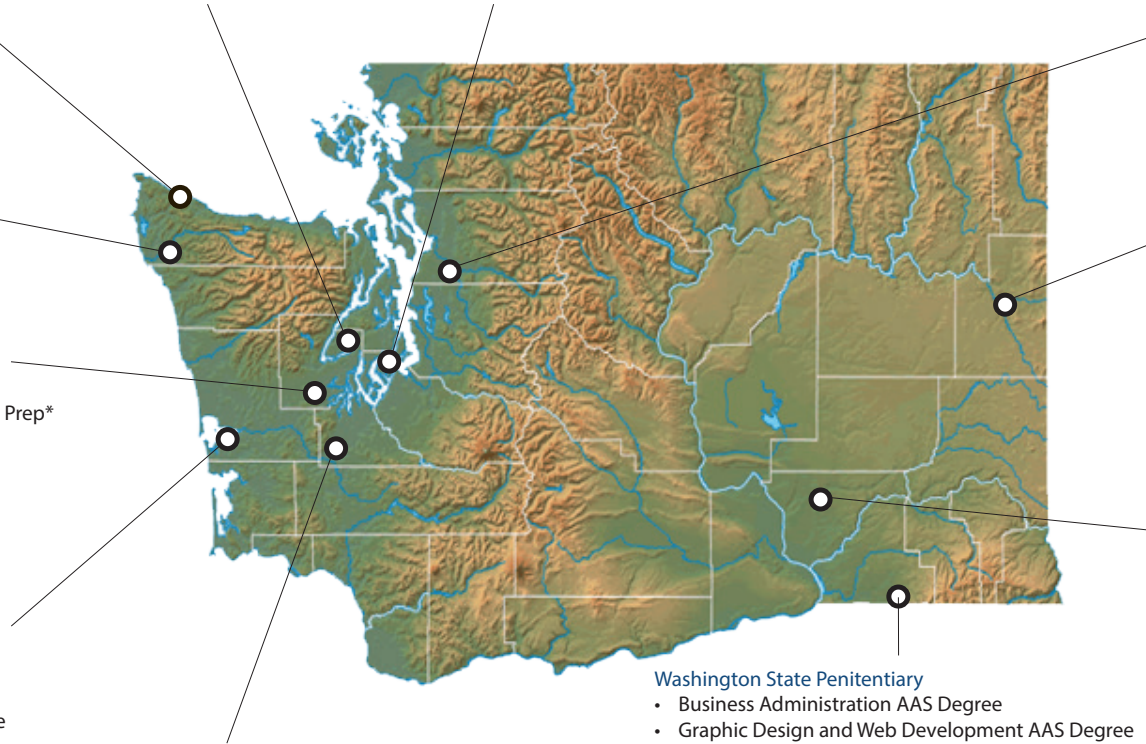 Prep*
Washington State Penitentiary
• Business Administration AAS Degree
• Graphic Design and Web Development AAS Degree
e